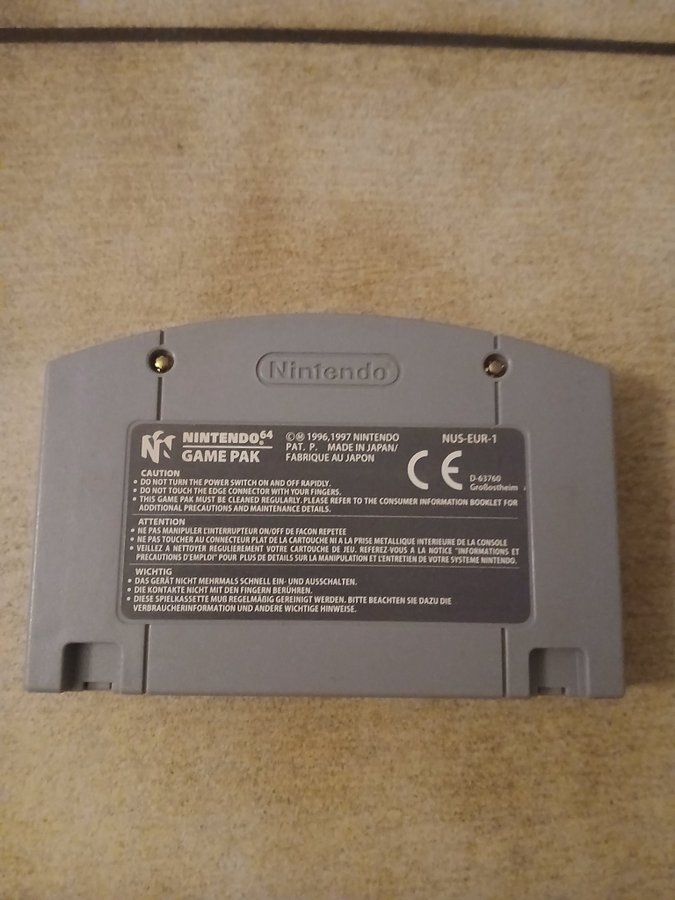 Nintendo
NINTENDO64
GAME PAK
©Ⓜ 1996,1997 NINTENDO
PAT. P. MADE IN JAPAN/
FABRIQUE AU JAPON
NUS-EUR-1
CE
D-63760
Großostheim
CAUTION
• DO NOT TURN THE POWER SWITCH ON AND OFF RAPIDLY.
• DO NOT TOUCH THE EDGE CONNECTOR WITH YOUR FINGERS.
• THIS GAME PAK MUST BE CLEANED REGULARLY. PLEASE REFER TO THE CONSUMER INFORMATION BOOKLET FOR
ADDITIONAL PRECAUTIONS AND MAINTENANCE DETAILS.
ATTENTION
• NE PAS MANIPULER L'INTERRUPTEUR ON/OFF DE FACON REPETEE
• NE PAS TOUCHER AU CONNECTEUR PLAT DE LA CARTOUCHE NI A LA PRISE METALLIQUE INTERIEURE DE LA CONSOLE
• VEILLEZ A NETTOYER REGULIEREMENT VOTRE CARTOUCHE DE JEU. REFEREZ-VOUS A LA NOTICE "INFORMATIONS ET
PRECAUTIONS D'EMPLOI" POUR PLUS DE DETAILS SUR LA MANIPULATION ET L'ENTRETIEN DE VOTRE SYSTEME NINTENDO.
WICHTIG
• DAS GERÄT NICHT MEHRMALS SCHNELL EIN- UND AUSSCHALTEN.
• DIE KONTAKTE NICHT MIT DEN FINGERN BERÜHREN.
• DIESE SPIELKASSETTE MUß REGELMÄßIG GEREINIGT WERDEN. BITTE BEACHTEN SIE DAZU DIE
VERBRAUCHERINFORMATION UND ANDERE WICHTIGE HINWEISE.